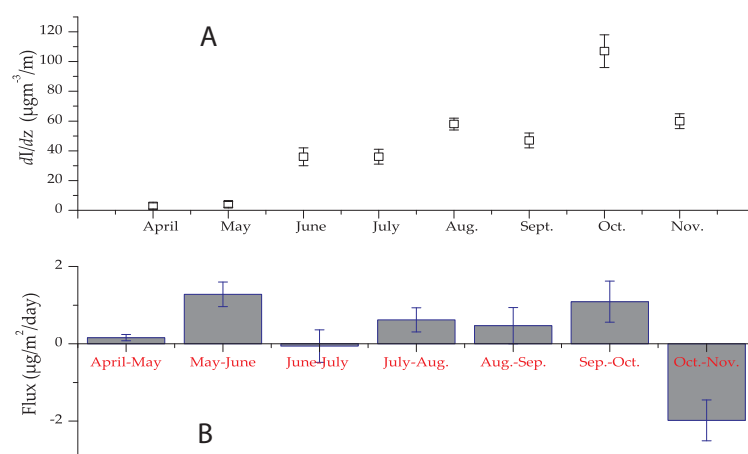 A
dI/dz (µgm⁻³/m)
120
80
60
40
20
0
April May June July Aug. Sept. Oct. Nov.
B
Flux (µg/m²/day)
2
0
-2
April-May May-June June-July July-Aug. Aug.-Sep. Sep.-Oct. Oct.-Nov.